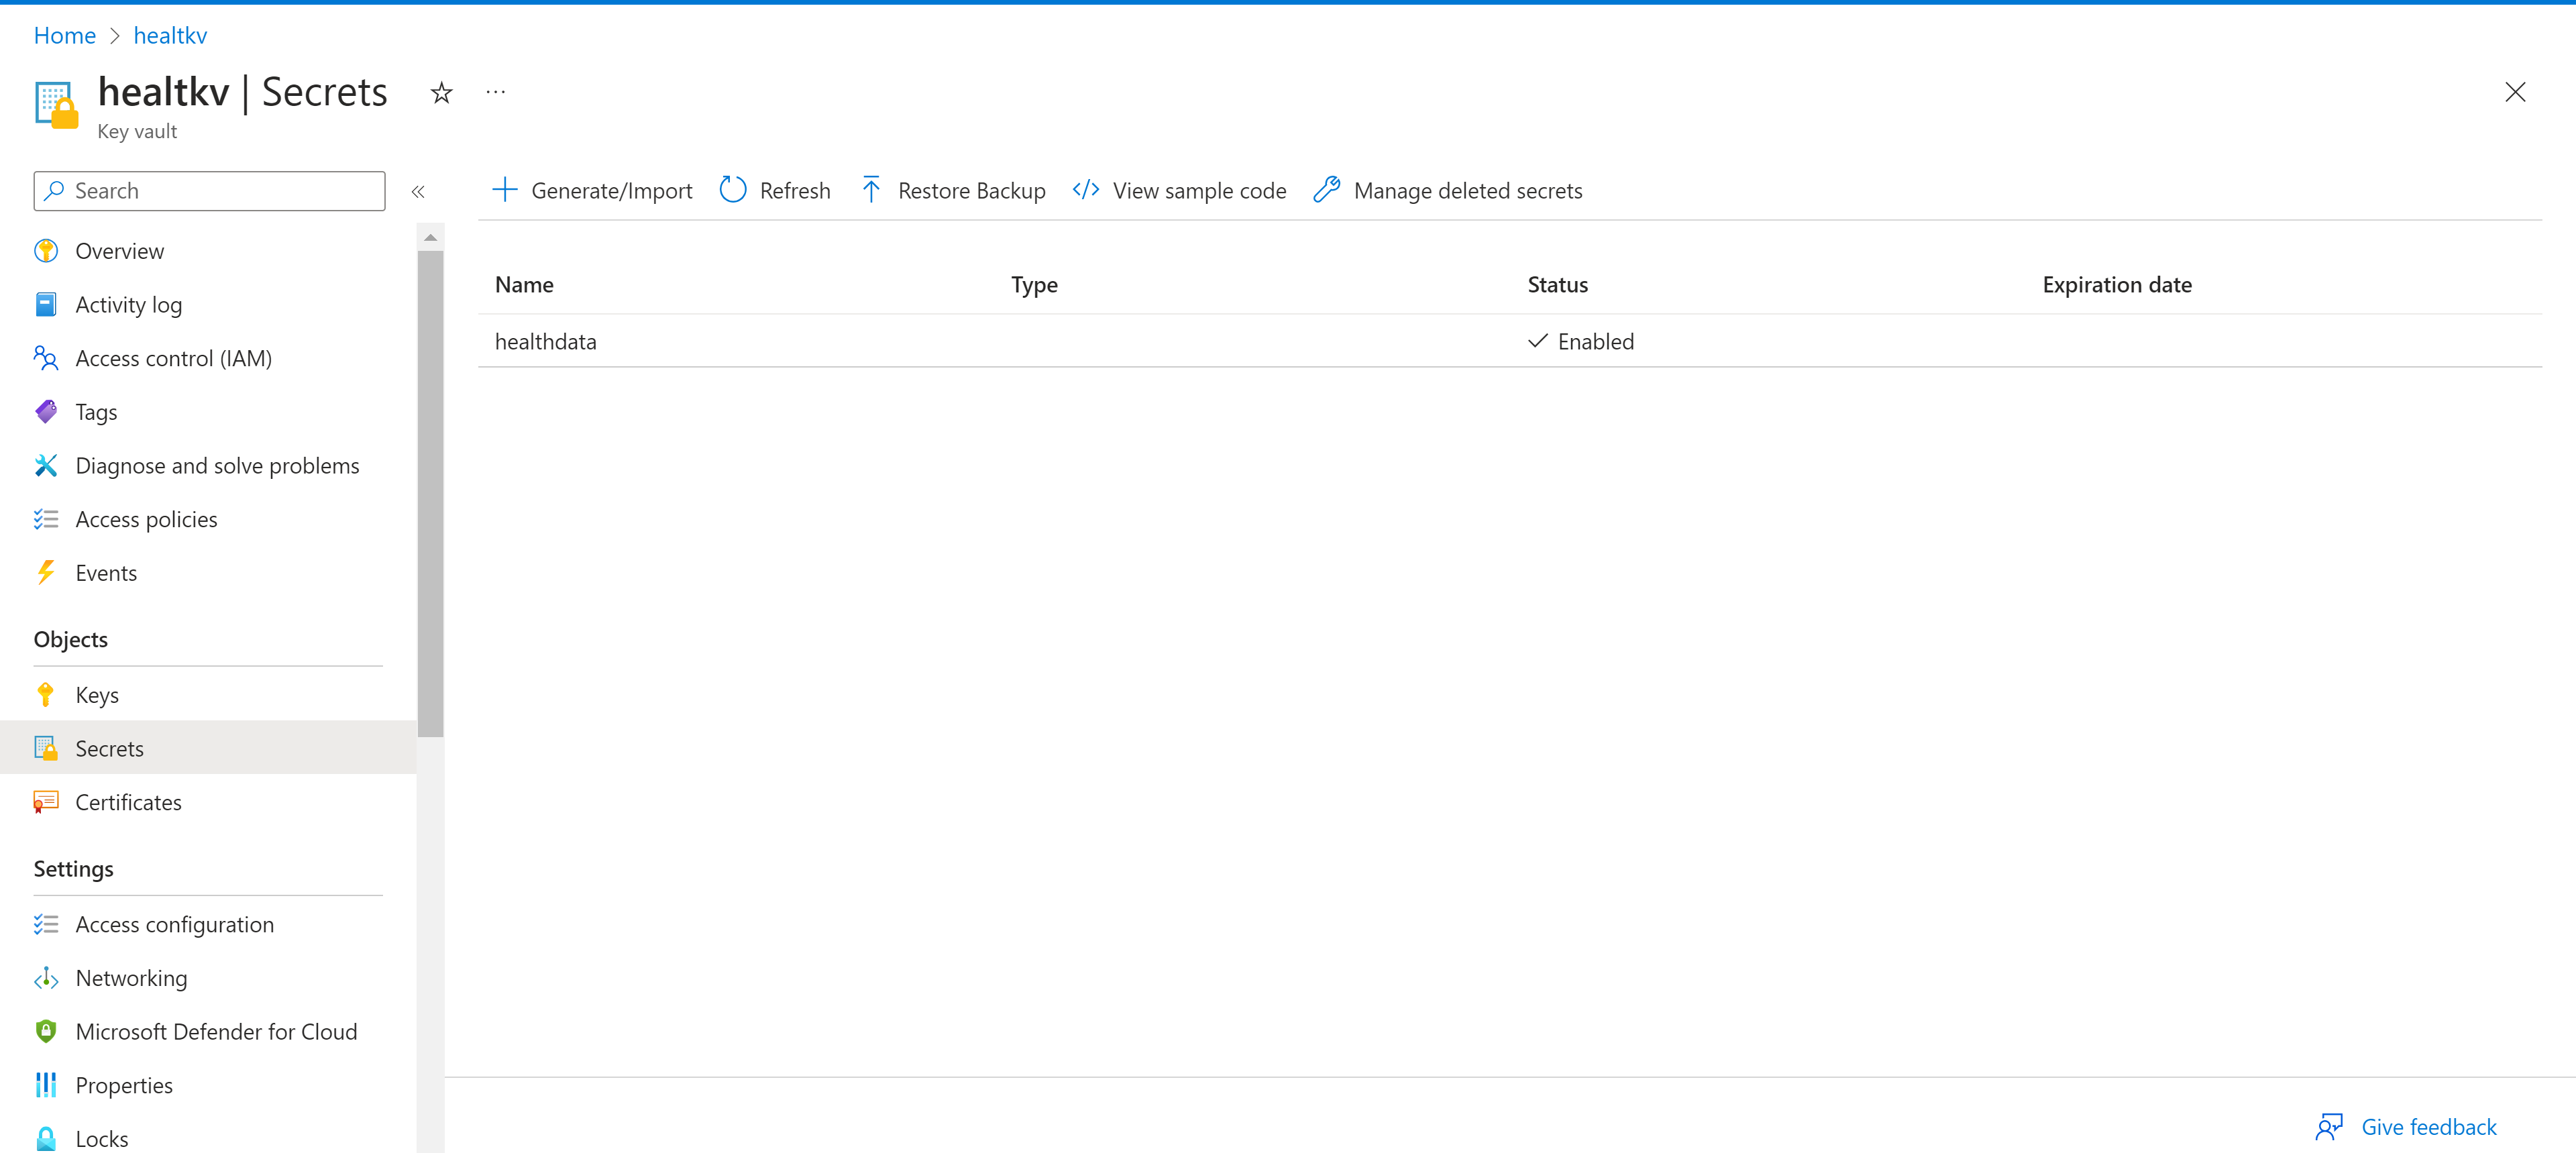 Home > healtkv
healtkv | Secrets
Key vault
Search
Overview
Activity log
Access control (IAM)
Tags
Diagnose and solve problems
Access policies
Events
Objects
Keys
Secrets
Certificates
Settings
Access configuration
Networking
Microsoft Defender for Cloud
Properties
Locks
Generate/Import Refresh Restore Backup View sample code Manage deleted secrets
Name Type Status Expiration date
healthdata Enabled
Give feedback